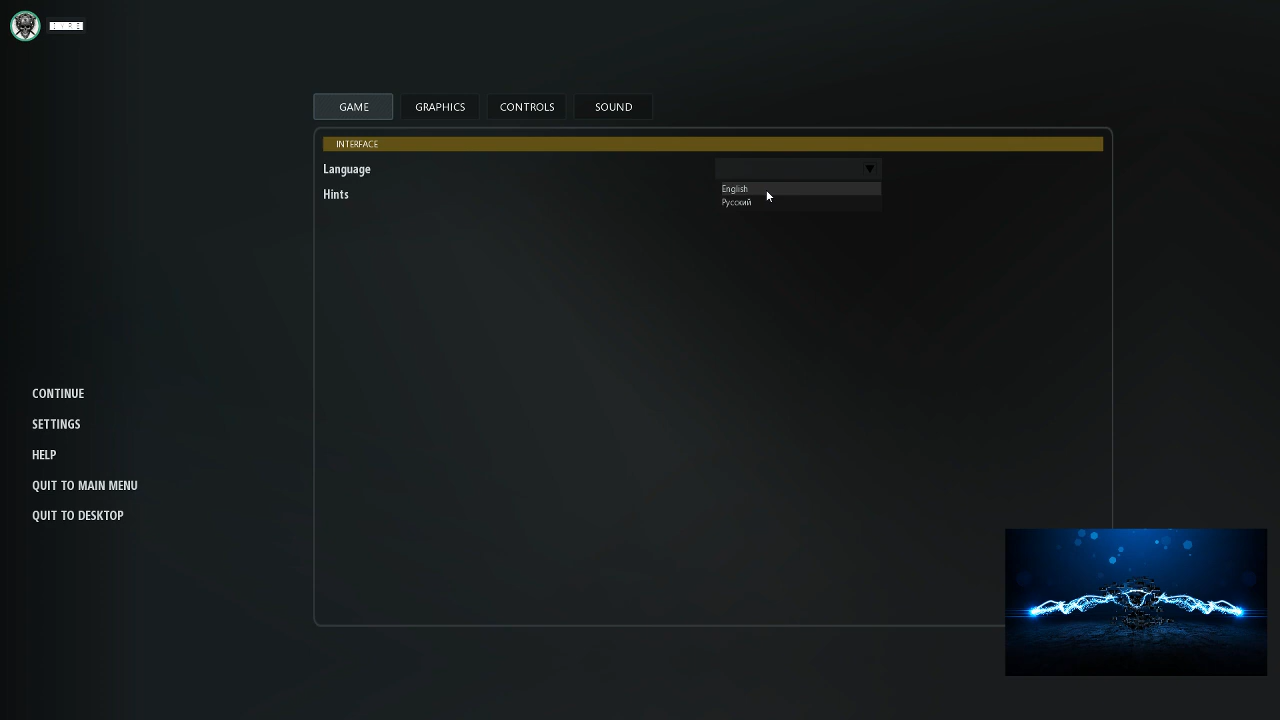 GAME
GRAPHICS
CONTROLS
SOUND
INTERFACE
Language
English
Hints
Русский
CONTINUE
SETTINGS
HELP
QUIT TO MAIN MENU
QUIT TO DESKTOP